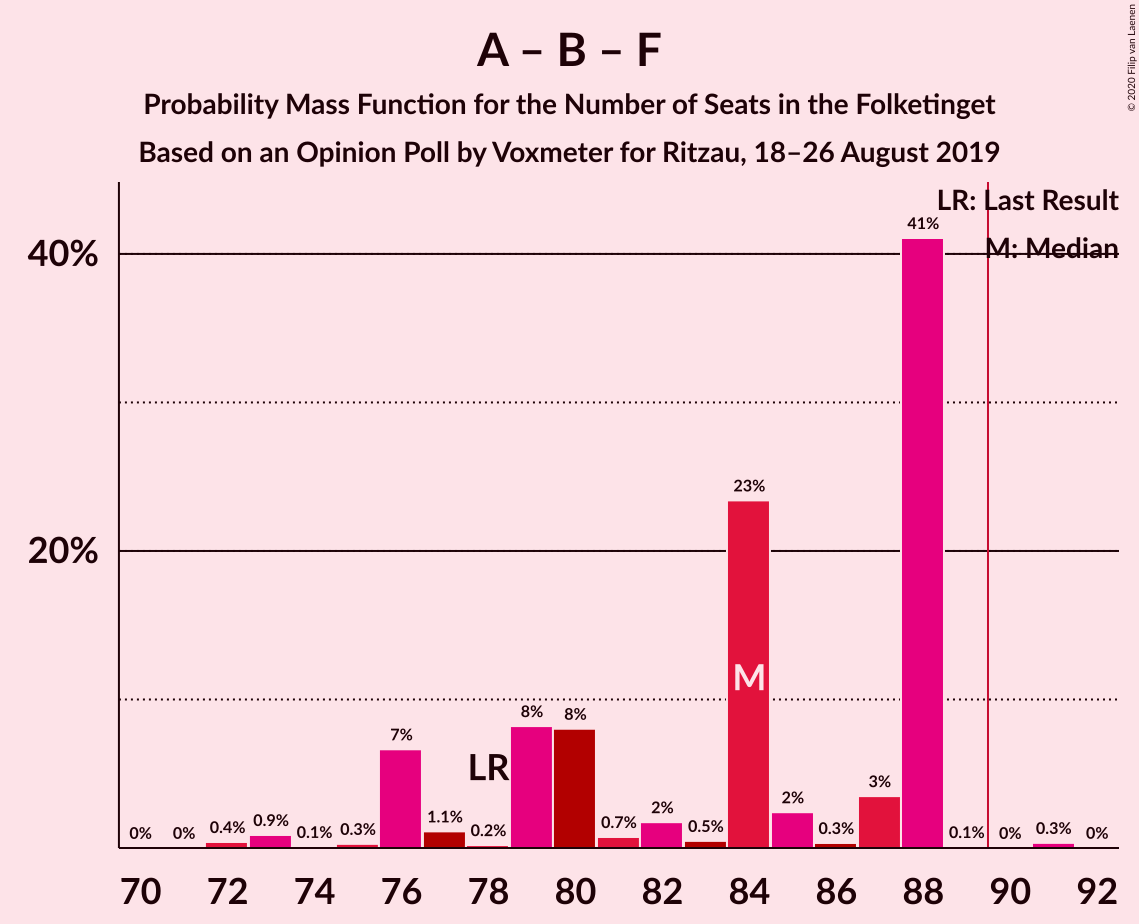 A – B – F
Probability Mass Function for the Number of Seats in the Folketinget
Based on an Opinion Poll by Voxmeter for Ritzau, 18–26 August 2019
© 2020 Filip van Laenen
LR: Last Result
M: Median
40%
20%
0% 0% 0.4% 0.9% 0.1% 0.3% 7% 1.1% 0.2% 8% 8% 0.7% 2% 0.5% 23% 2% 0.3% 3% 41% 0.1% 0% 0.3% 0%
LR
M
70 72 74 76 78 80 82 84 86 88 90 92